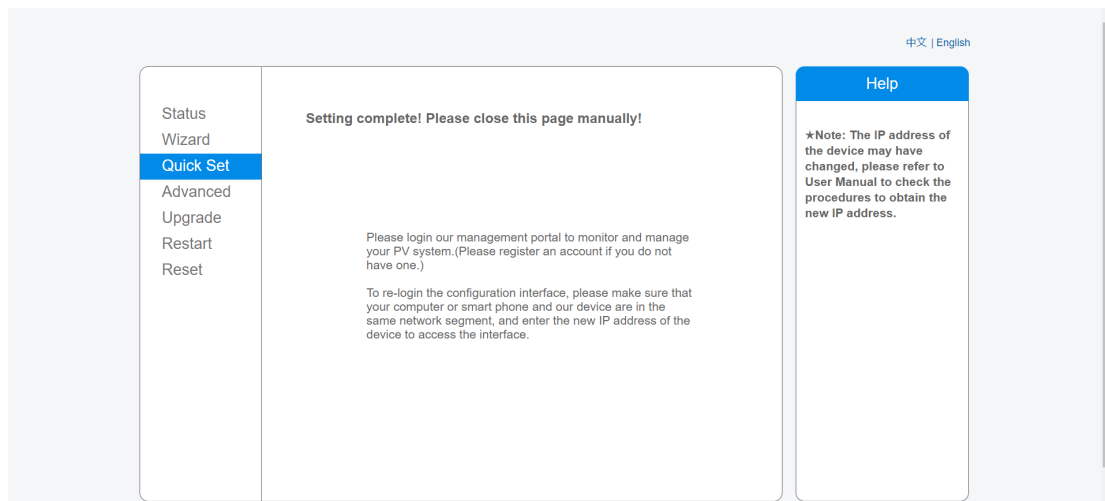 中文 | English
Status
Wizard
Quick Set
Advanced
Upgrade
Restart
Reset
Setting complete! Please close this page manually!
Please login our management portal to monitor and manage
your PV system.(Please register an account if you do not
have one.)
To re-login the configuration interface, please make sure that
your computer or smart phone and our device are in the
same network segment, and enter the new IP address of the
device to access the interface.
Help
★Note: The IP address of
the device may have
changed, please refer to
User Manual to check the
procedures to obtain the
new IP address.